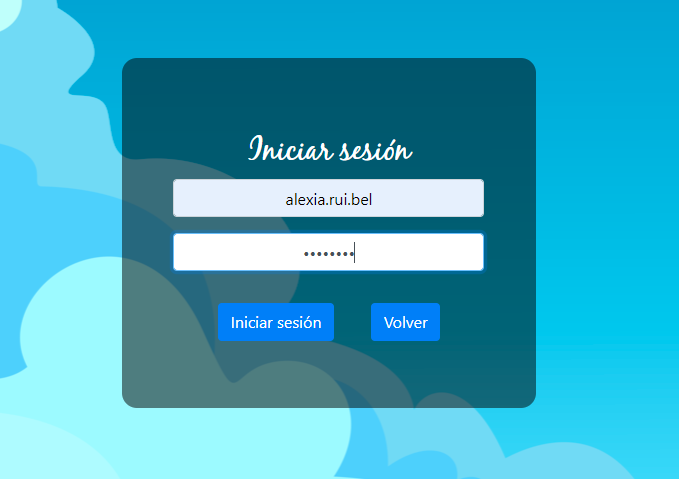 Iniciar sesión
alexia.rui.bel
••••••••
Iniciar sesión
Volver